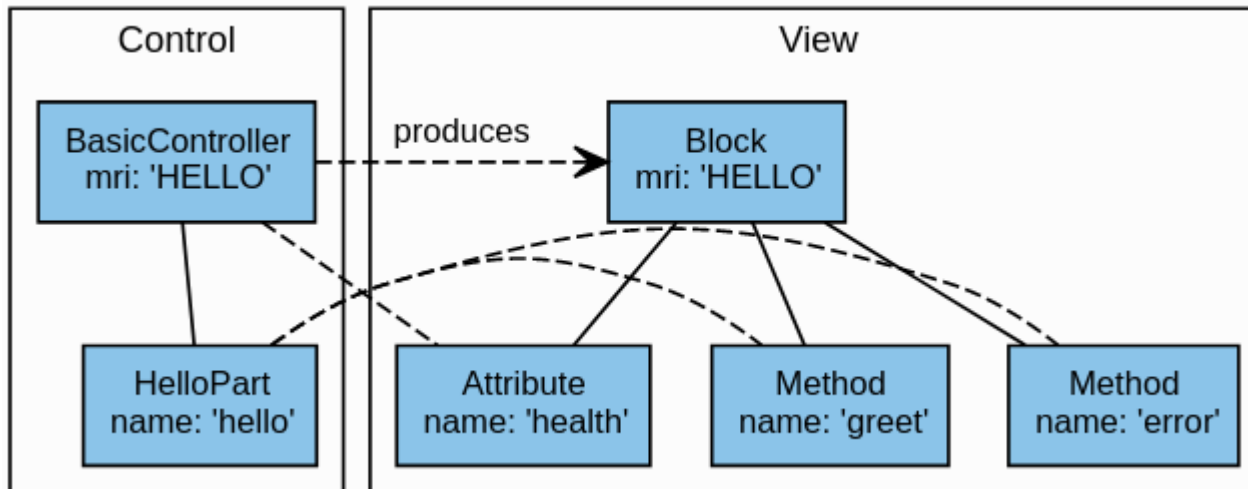 Control
View
BasicController
mri: 'HELLO'
produces
Block
mri: 'HELLO'
HelloPart
name: 'hello'
Attribute
name: 'health'
Method
name: 'greet'
Method
name: 'error'